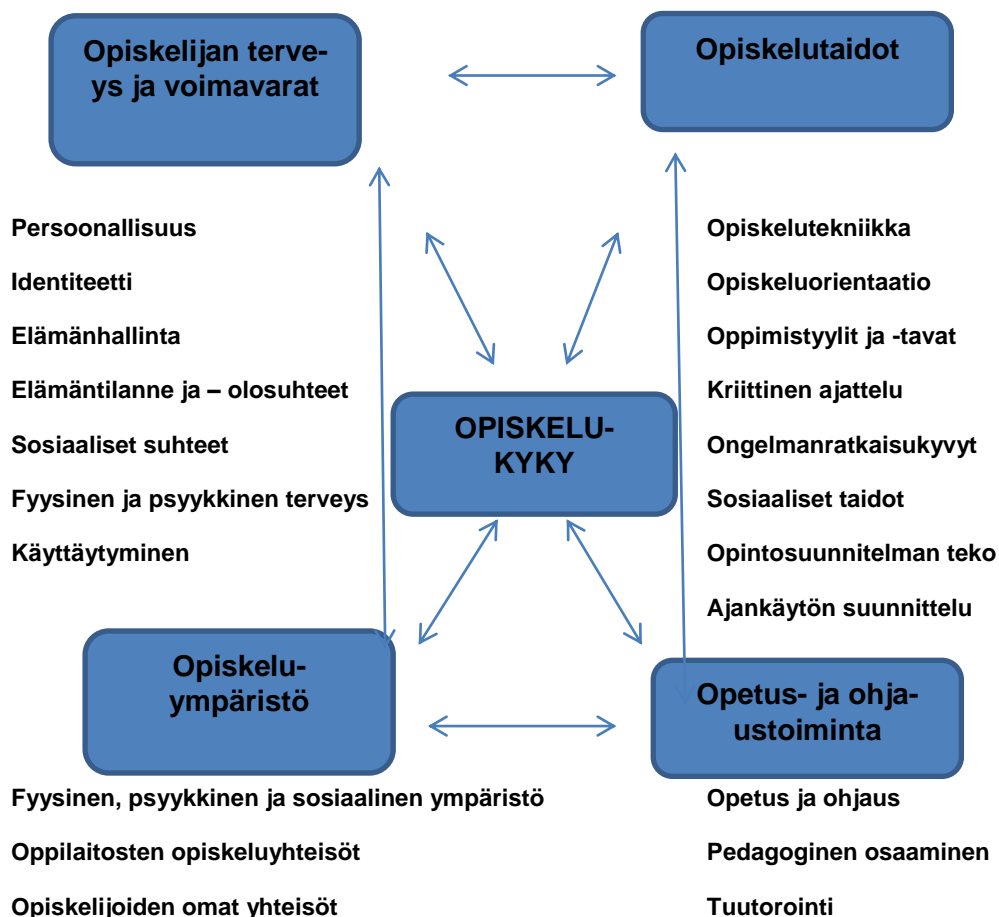 Opiskelijan terve-
ys ja voimavarat
Opiskelutaidot
Persoonallisuus
Identiteetti
Elämänhallinta
Elämäntilanne ja – olosuhteet
Sosiaaliset suhteet
Fyysinen ja psyykkinen terveys
Käyttäytyminen
Opiskelutekniikka
Opiskeluorientaatio
Oppimistyylit ja -tavat
Kriittinen ajattelu
Ongelmanratkaisukyvyt
Sosiaaliset taidot
Opintosuunnitelman teko
Ajankäytön suunnittelu
OPISKELU-
KYKY
Opiskelu-
ympäristö
Opetus- ja ohja-
ustoiminta
Fyysinen, psyykkinen ja sosiaalinen ympäristö
Oppilaitosten opiskeluyhteisöt
Opiskelijoiden omat yhteisöt
Opetus ja ohjaus
Pedagoginen osaaminen
Tuutorointi